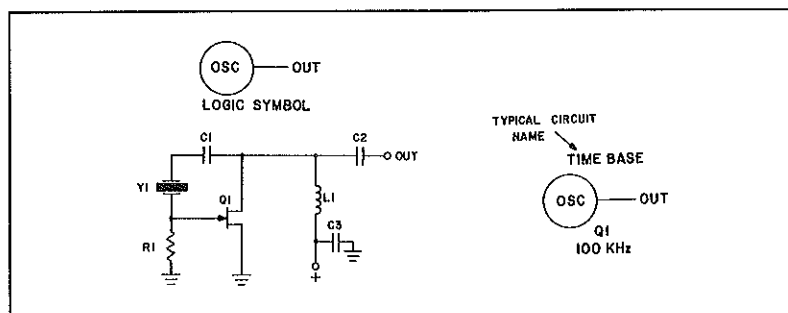 OSC
OUT
LOGIC SYMBOL
C1
C2
OUT
Y1
Q1
L1
C3
R1
+
TYPICAL CIRCUIT
NAME
TIME BASE
OSC
OUT
Q1
100 KHz